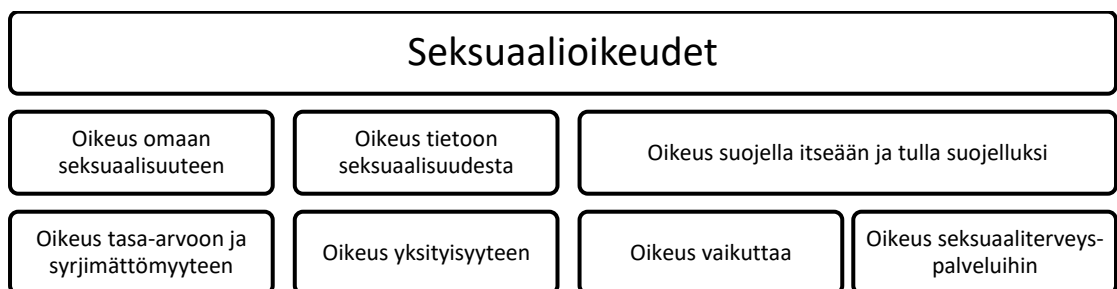 Seksuaalioikeudet
Oikeus omaan
seksuaalisuuteen
Oikeus tietoon
seksuaalisuudesta
Oikeus suojella itseään ja tulla suojelluksi
Oikeus tasa-arvoon ja
syrjimättömyyteen
Oikeus yksityisyyteen
Oikeus vaikuttaa
Oikeus seksuaaliterveys-
palveluihin